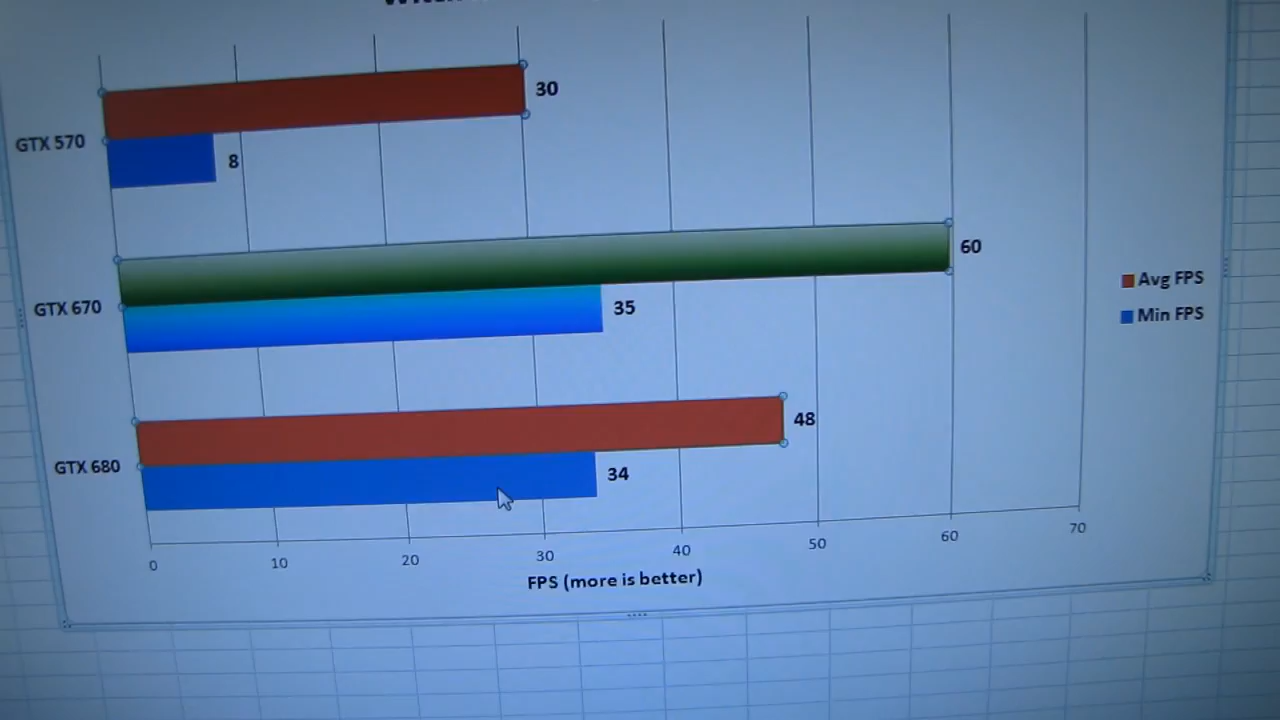 GTX 570
30
8
GTX 670
60
35
Avg FPS
Min FPS
GTX 680
48
34
0 10 20 30 40 50 60 70
FPS (more is better)